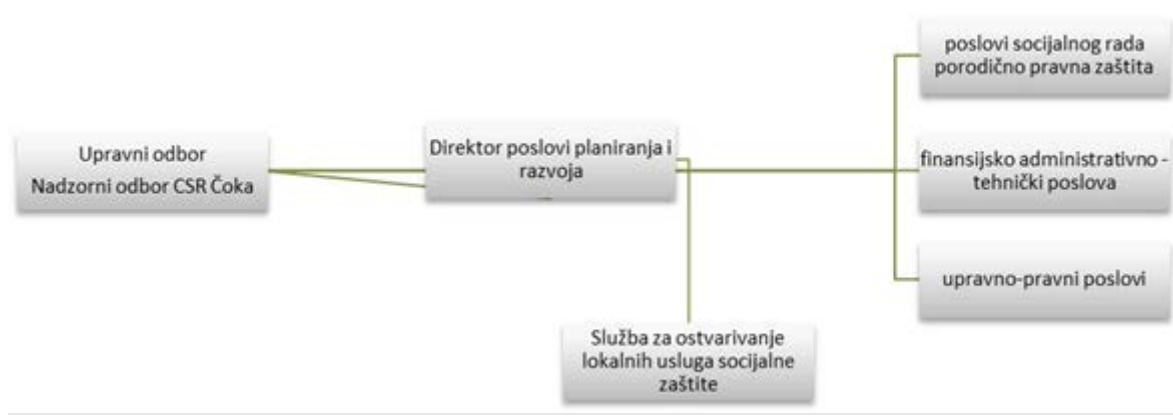 Upravni odbor
Nadzorni odbor CSR Čoka
Direktor poslovi planiranja i
razvoja
poslovi socijalnog rada
porodično pravna zaštita
finansijsko administrativno -
tehnički poslova
upravno-pravni poslovi
Služba za ostvarivanje
lokalnih usluga socijalne
zaštite